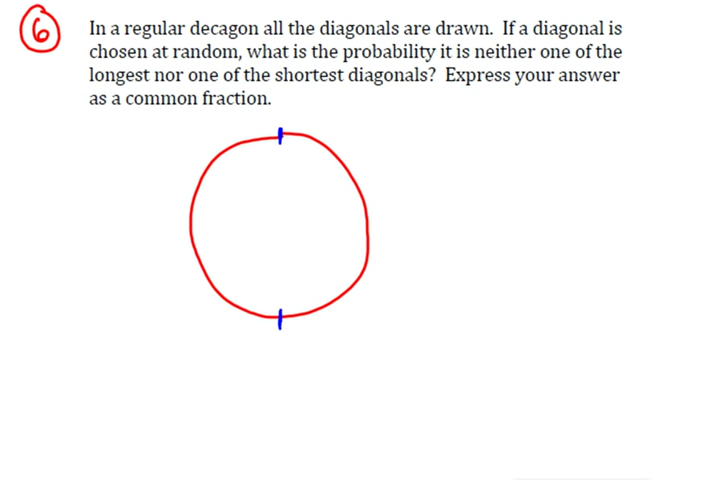 6
In a regular decagon all the diagonals are drawn. If a diagonal is
chosen at random, what is the probability it is neither one of the
longest nor one of the shortest diagonals? Express your answer
as a common fraction.